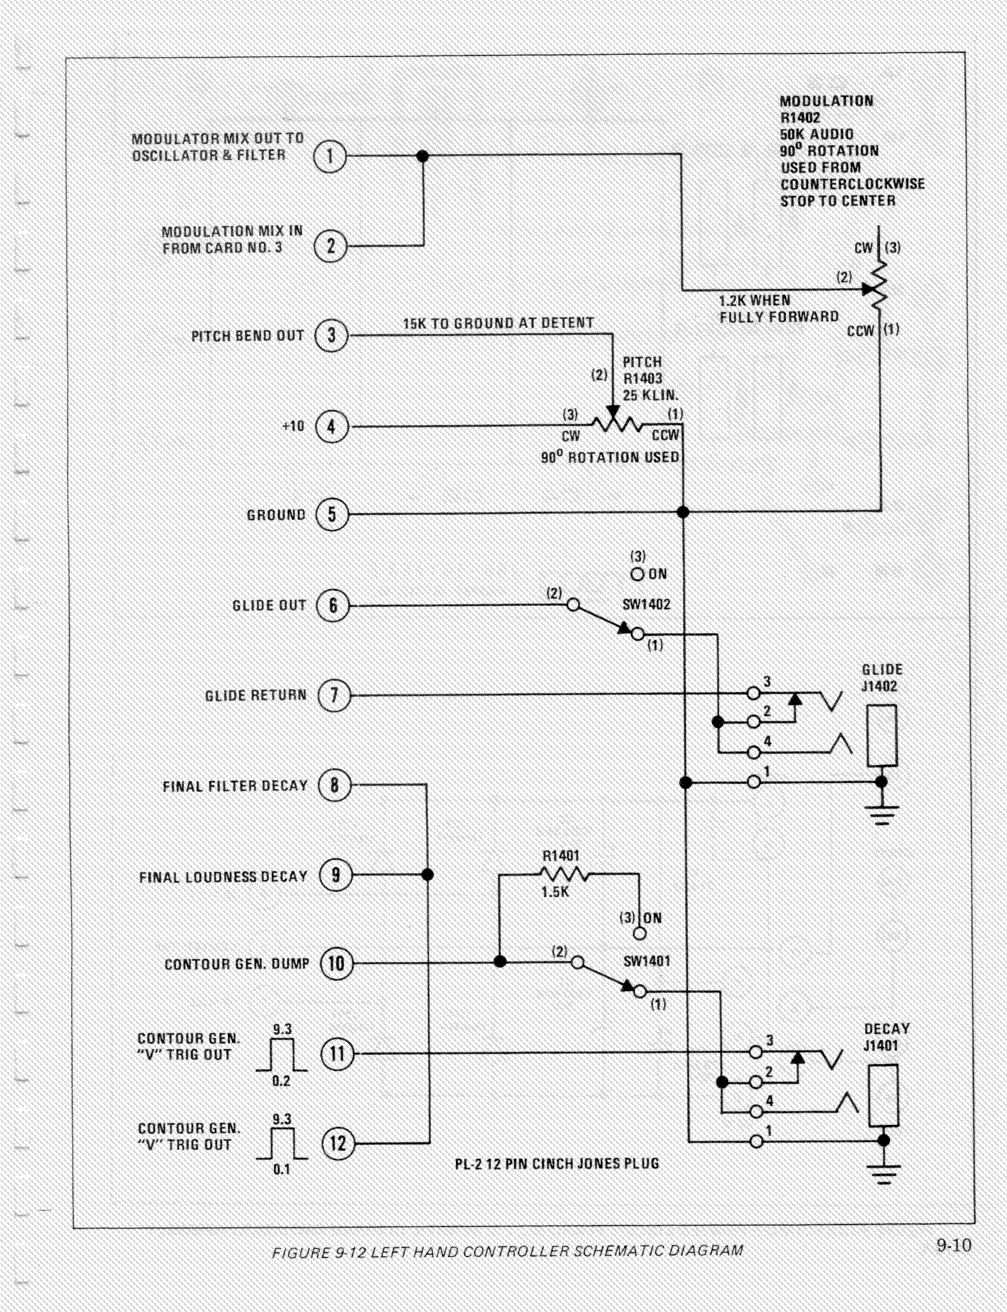 MODULATION
R1402
50K AUDIO
90° ROTATION
USED FROM
COUNTERCLOCKWISE
STOP TO CENTER
MODULATOR MIX OUT TO
OSCILLATOR & FILTER
1
MODULATION MIX IN
FROM CARD NO. 3
2
CW (3)
(2)
1.2K WHEN
FULLY FORWARD
CCW (1)
PITCH BEND OUT 3
15K TO GROUND AT DETENT
PITCH
R1403
25 KLIN.
(2)
+10 4
(3)
CW
(1)
CCW
90° ROTATION USED
GROUND 5
(3)
ON
GLIDE OUT 6
(2)
SW1402
(1)
GLIDE RETURN 7
GLIDE
J1402
3
2
4
1
FINAL FILTER DECAY 8
FINAL LOUDNESS DECAY 9
R1401
1.5K
(3) ON
CONTOUR GEN. DUMP 10
(2)
SW1401
(1)
CONTOUR GEN.
"V" TRIG OUT
9.3
0.2
11
DECAY
J1401
3
2
4
1
CONTOUR GEN.
"V" TRIG OUT
9.3
0.1
12
PL-2 12 PIN CINCH JONES PLUG
FIGURE 9-12 LEFT HAND CONTROLLER SCHEMATIC DIAGRAM
9-10